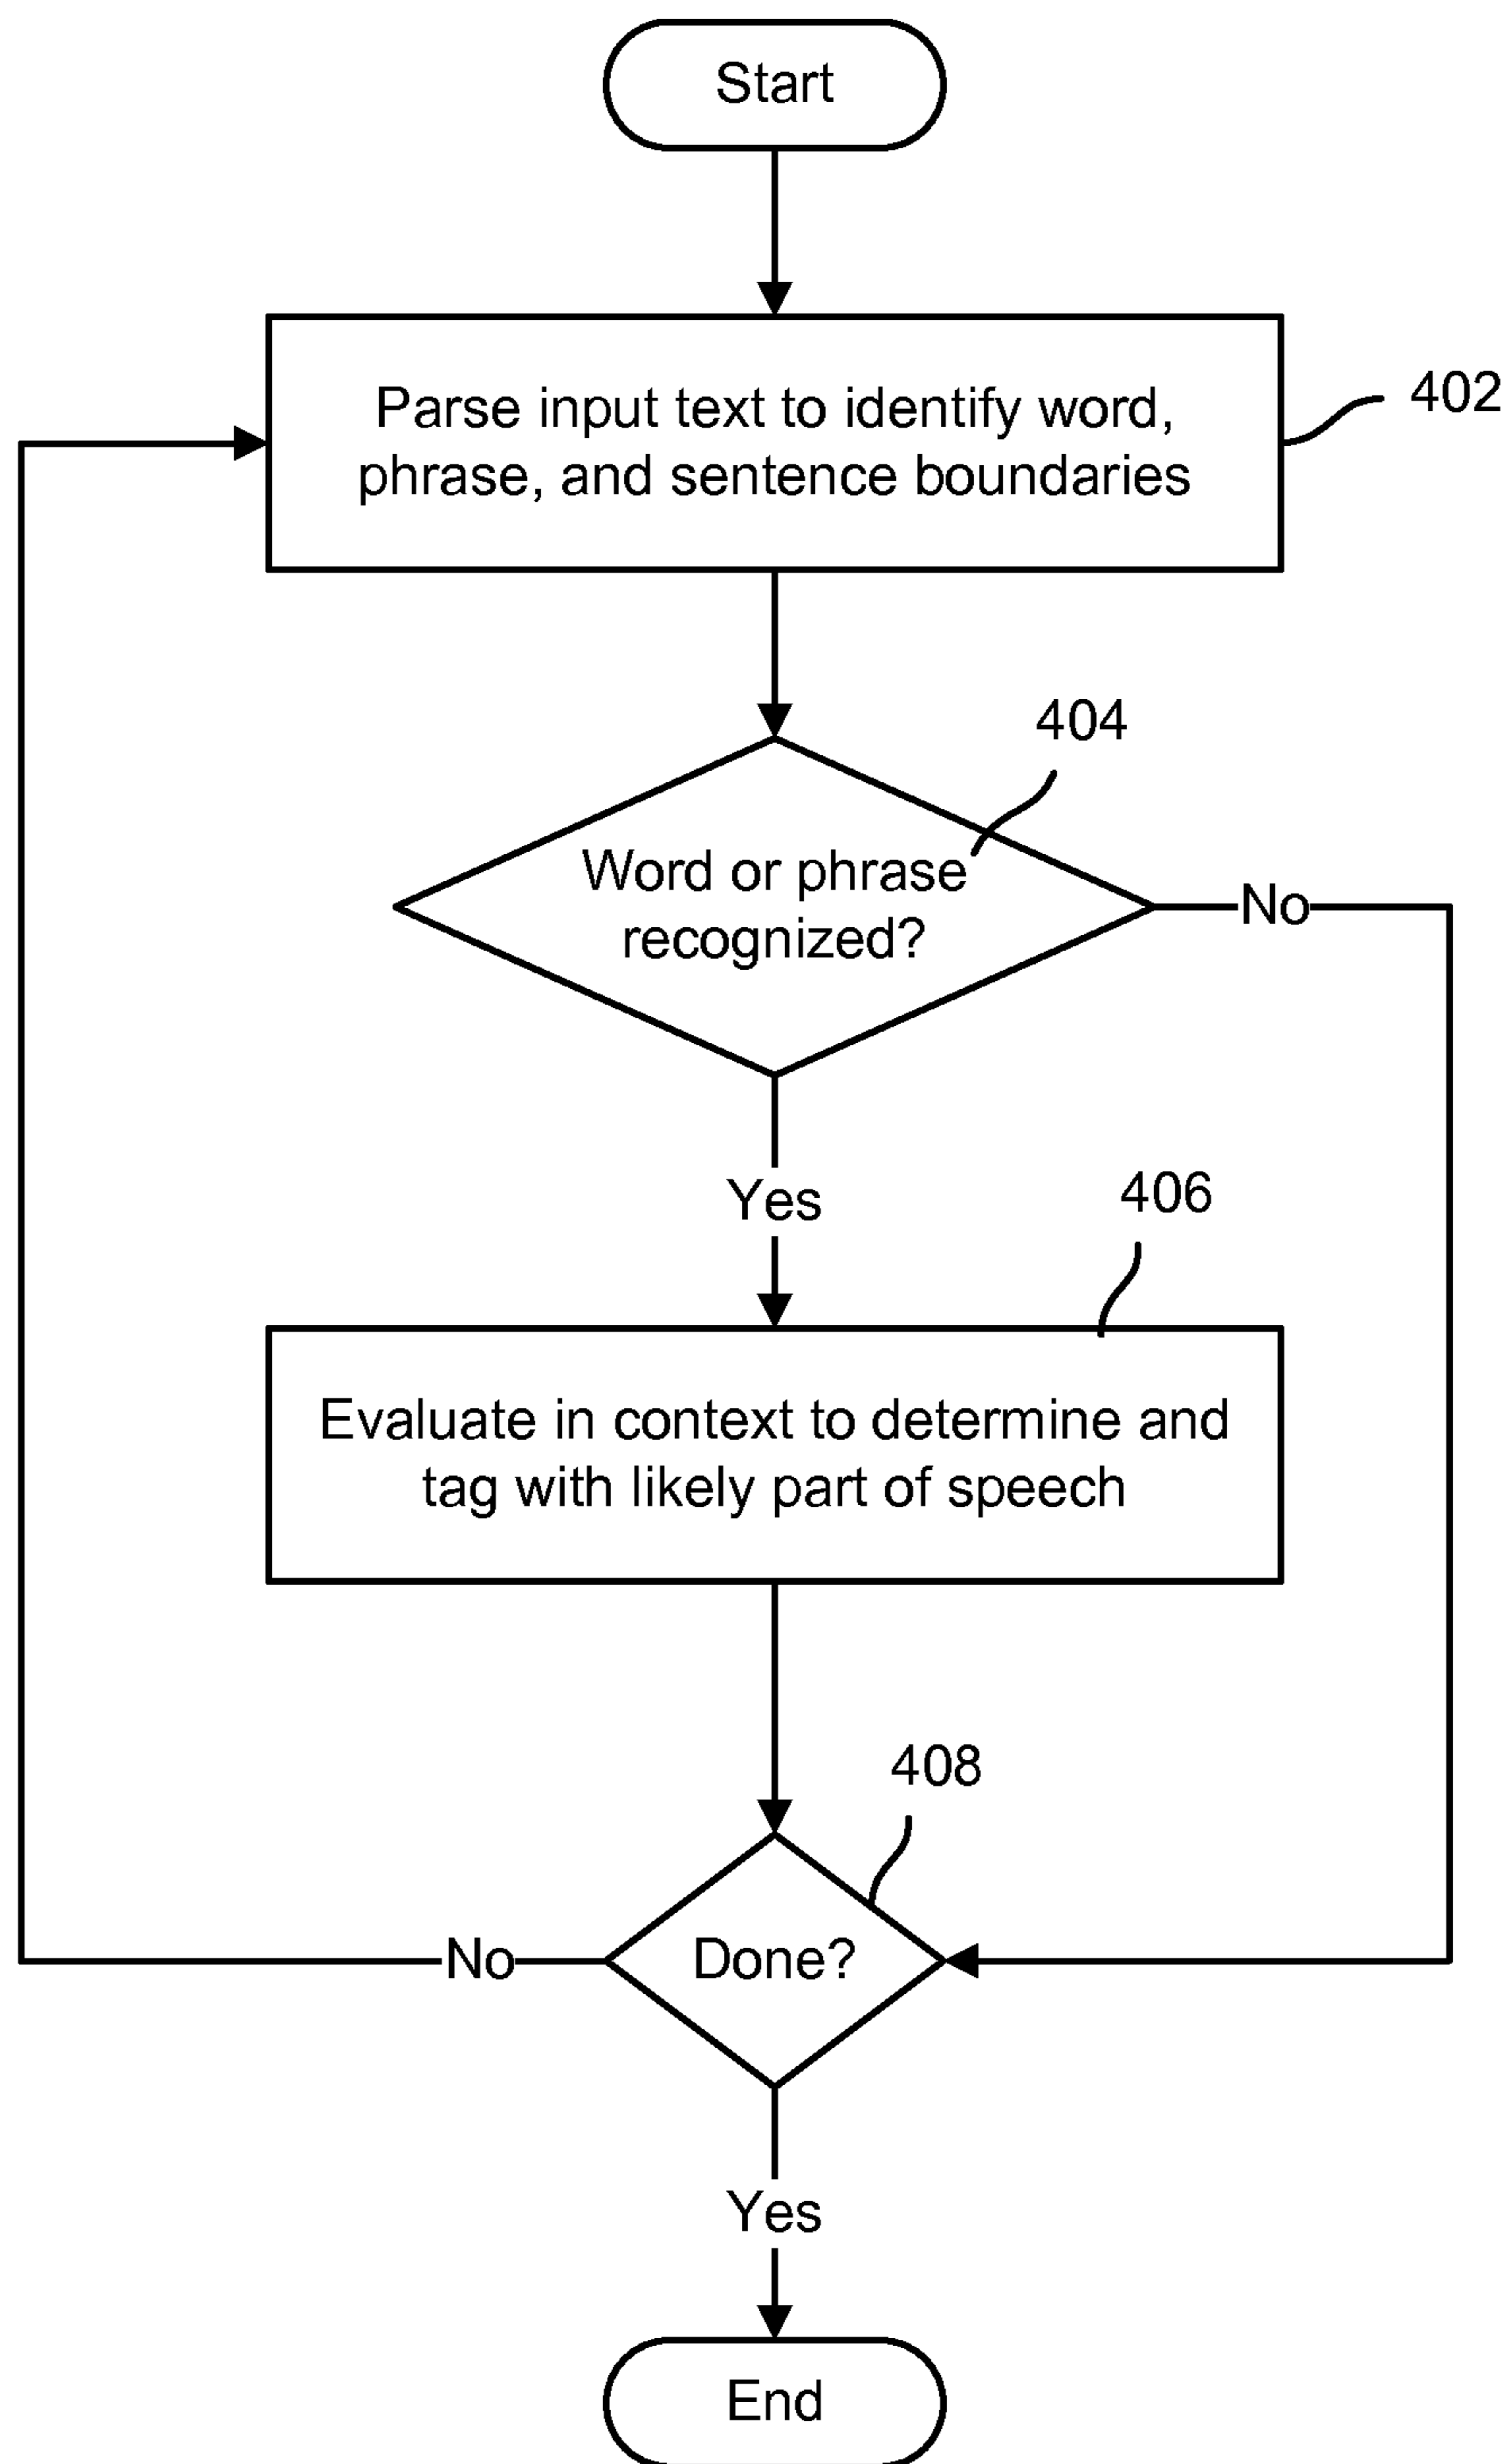 Start
Parse input text to identify word,
phrase, and sentence boundaries
402
404
Word or phrase
recognized?
No
Yes
406
Evaluate in context to determine and
tag with likely part of speech
408
Done?
No
Yes
End